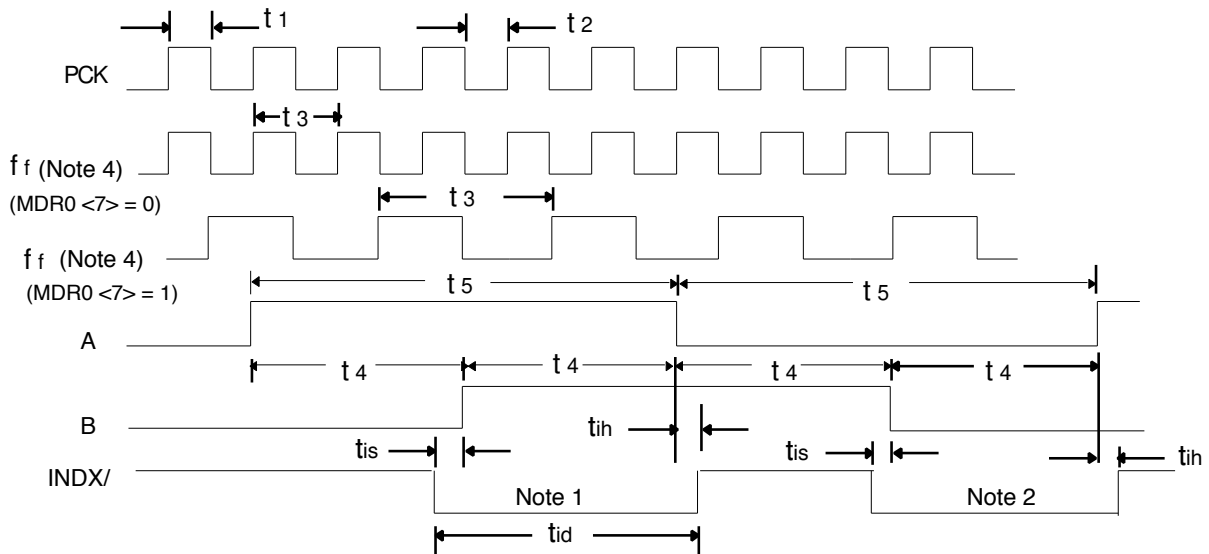 t 1
t 2
PCK
t 3
f f (Note 4)
(MDR0 <7> = 0)
t 3
f f (Note 4)
(MDR0 <7> = 1)
t 5
t 5
A
t 4
t 4
t 4
t 4
B
tis
tih
tis
tih
INDX/
Note 1
Note 2
tid